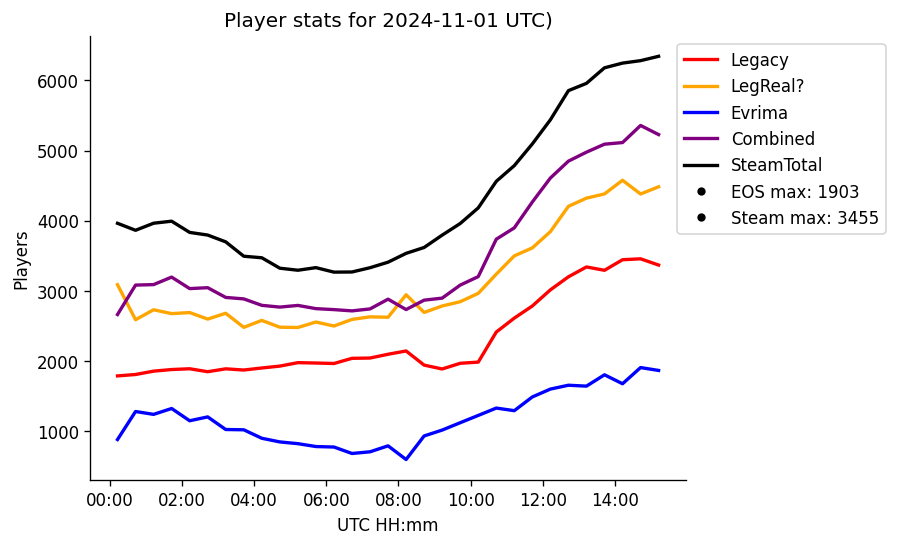 Player stats for 2024-11-01 UTC)
Players
6000
5000
4000
3000
2000
1000
00:00 02:00 04:00 06:00 08:00 10:00 12:00 14:00
UTC HH:mm
Legacy
LegReal?
Evrima
Combined
SteamTotal
EOS max: 1903
Steam max: 3455